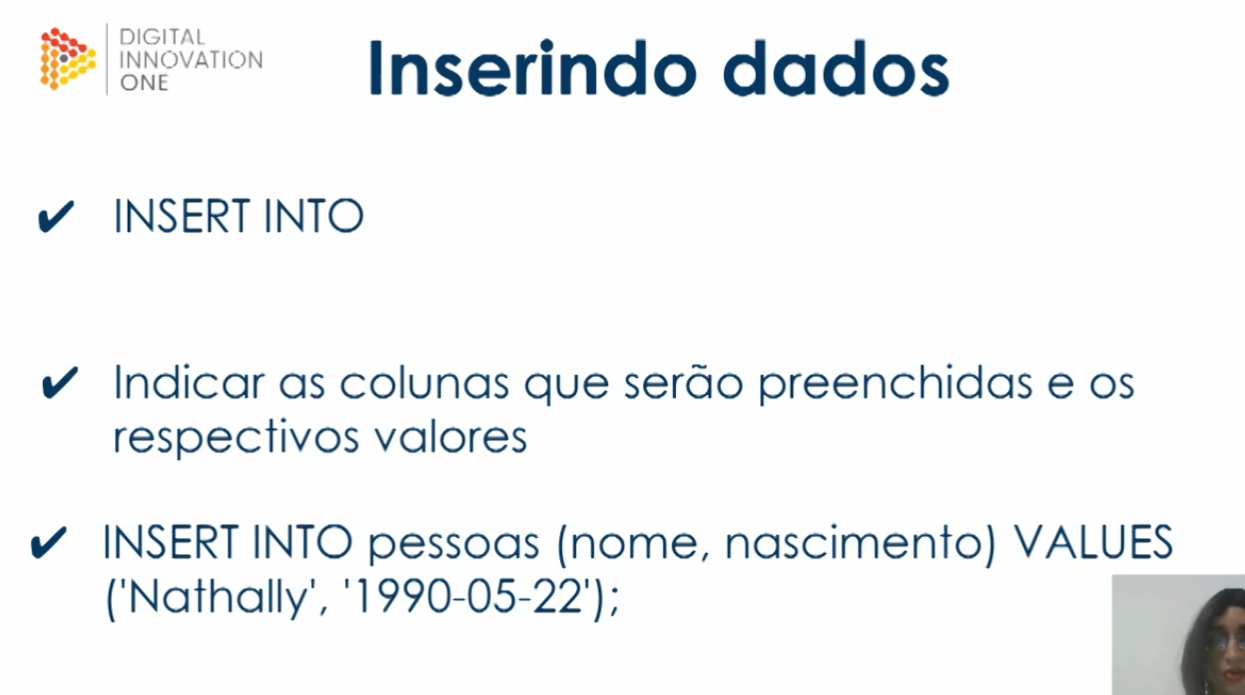 DIGITAL
INNOVATION
ONE
Inserindo dados
✔ INSERT INTO
✔ Indicar as colunas que serão preenchidas e os
respectivos valores
✔ INSERT INTO pessoas (nome, nascimento) VALUES
('Nathally', '1990-05-22');